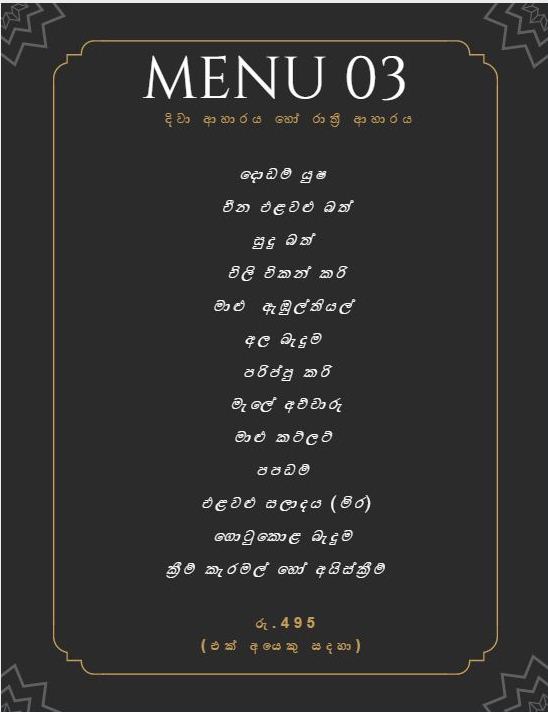 MENU 03
දිවා ආහාරය හෝ රාත්‍රී ආහාරය
දොඩම් යුෂ
චීන එළවළු බත්
සුදු බත්
චිලි චිකන් කරි
මාළු ඇඹුල්තියල්
අල බැදුම
පරිප්පු කරි
මැලේ අච්චාරු
මාළු කට්ලට්
පපඩම්
එළවළු සලාදය (මිර)
ගොටුකොළ බැදුම
ක්‍රීම් කැරමල් හෝ අයිස්ක්‍රීම්
රු.495
(එක් අයෙකු සඳහා)